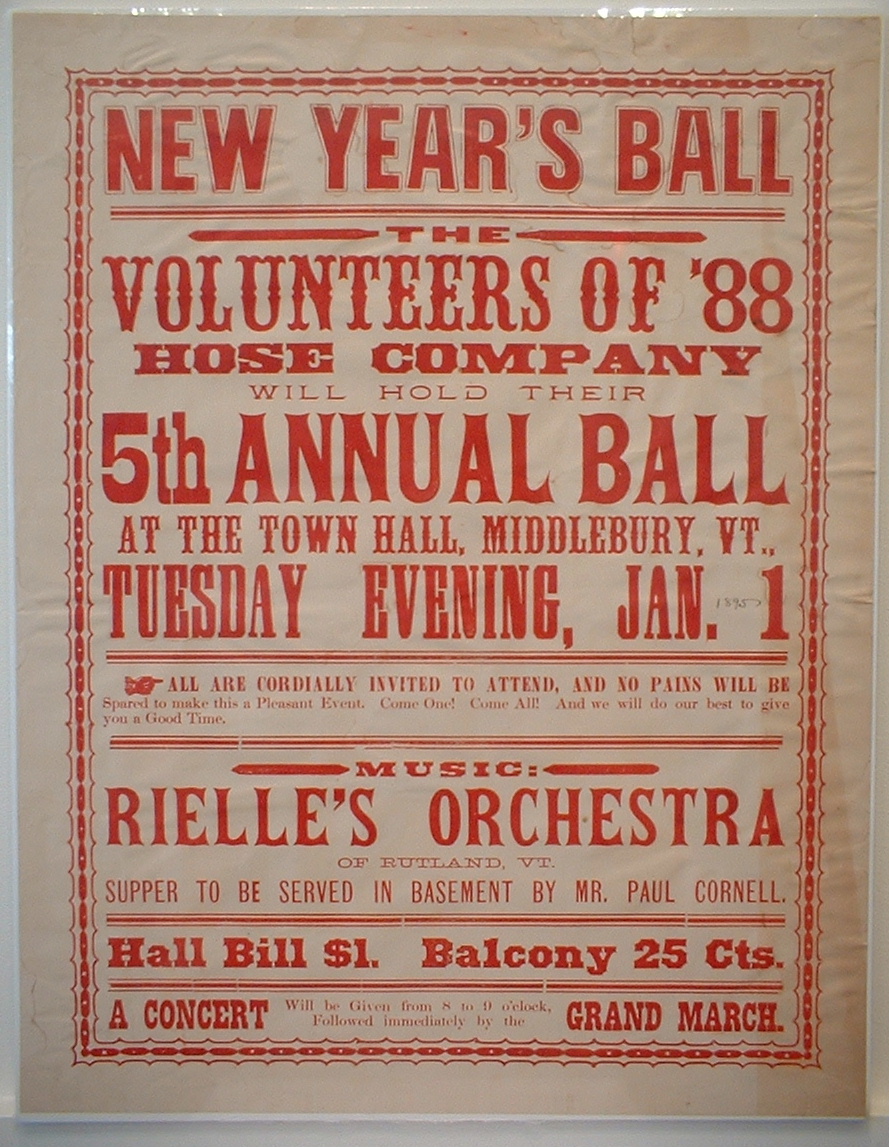 NEW YEAR'S BALL
THE
VOLUNTEERS OF '88
HOSE COMPANY
WILL HOLD THEIR
5th ANNUAL BALL
AT THE TOWN HALL, MIDDLEBURY, VT.,
TUESDAY EVENING, JAN. 1895 1
ALL ARE CORDIALLY INVITED TO ATTEND, AND NO PAINS WILL BE
Spared to make this a Pleasant Event. Come One! Come All! And we will do our best to give
you a Good Time.
MUSIC:
RIELLE'S ORCHESTRA
OF RUTLAND, VT.
SUPPER TO BE SERVED IN BASEMENT BY MR. PAUL CORNELL.
Hall Bill $1. Balcony 25 Cts.
A CONCERT Will be Given from 8 to 9 o'clock,
Followed immediately by the GRAND MARCH.